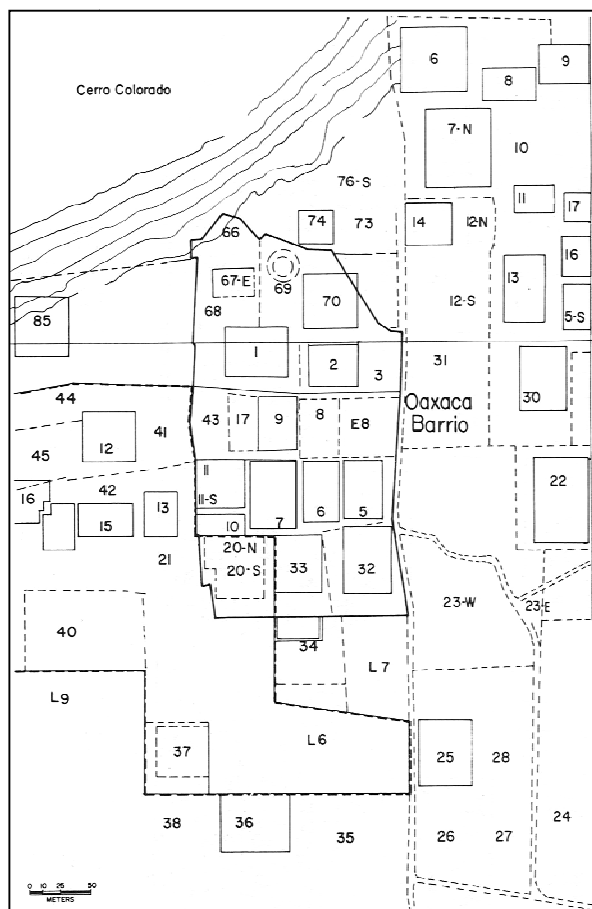 6
9
8
Cerro Colorado
7-N
10
76-S
11
17
74
73
14
12-N
66
16
67-E
69
13
12-S
68
70
5-S
85
1
2
3
31
44
30
Oaxaca
Barrio
43
17
9
8
E8
12
41
45
11
22
42
11-S
16
13
10
7
6
5
15
20-N
21
20-S
33
32
23-W
23-E
40
34
L7
L9
L6
37
25
28
24
38
36
35
26
27
0 10 25 50
METERS